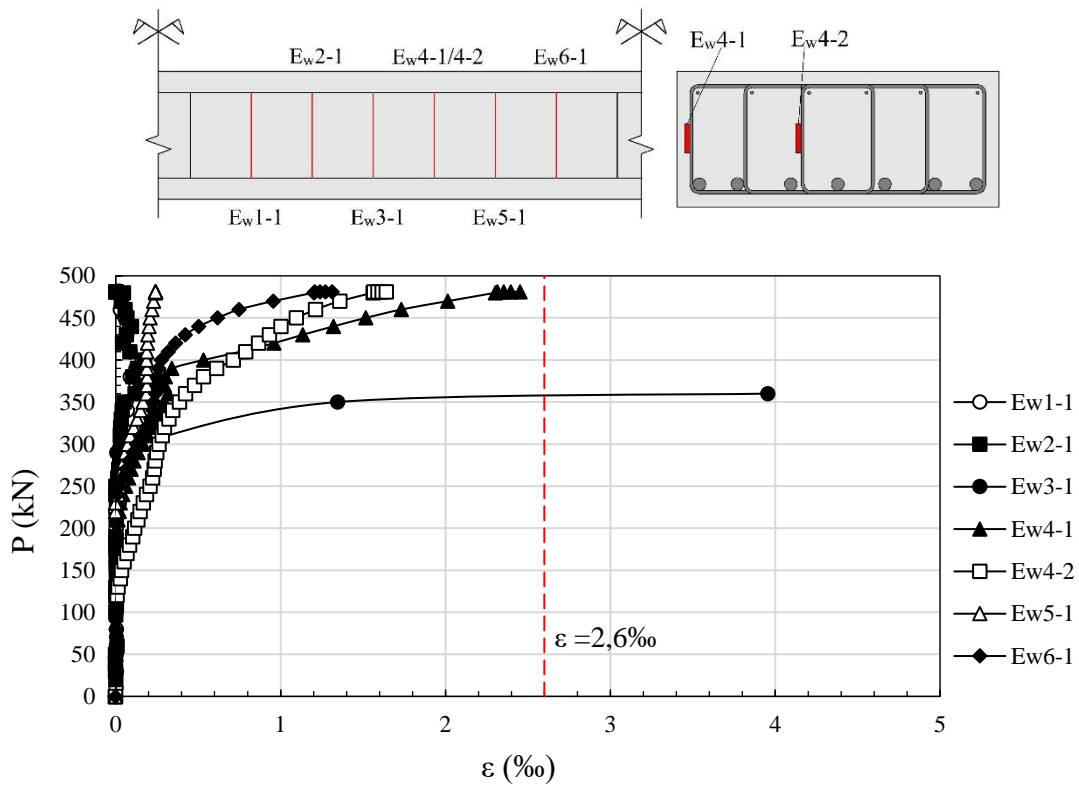 Ew2-1 Ew4-1/4-2 Ew6-1
Ew1-1 Ew3-1 Ew5-1
Ew4-1 Ew4-2
P (kN)
500
450
400
350
300
250
200
150
100
50
0
0 1 2 3 4 5
ε (‰)
ε =2,6‰
Ew1-1
Ew2-1
Ew3-1
Ew4-1
Ew4-2
Ew5-1
Ew6-1